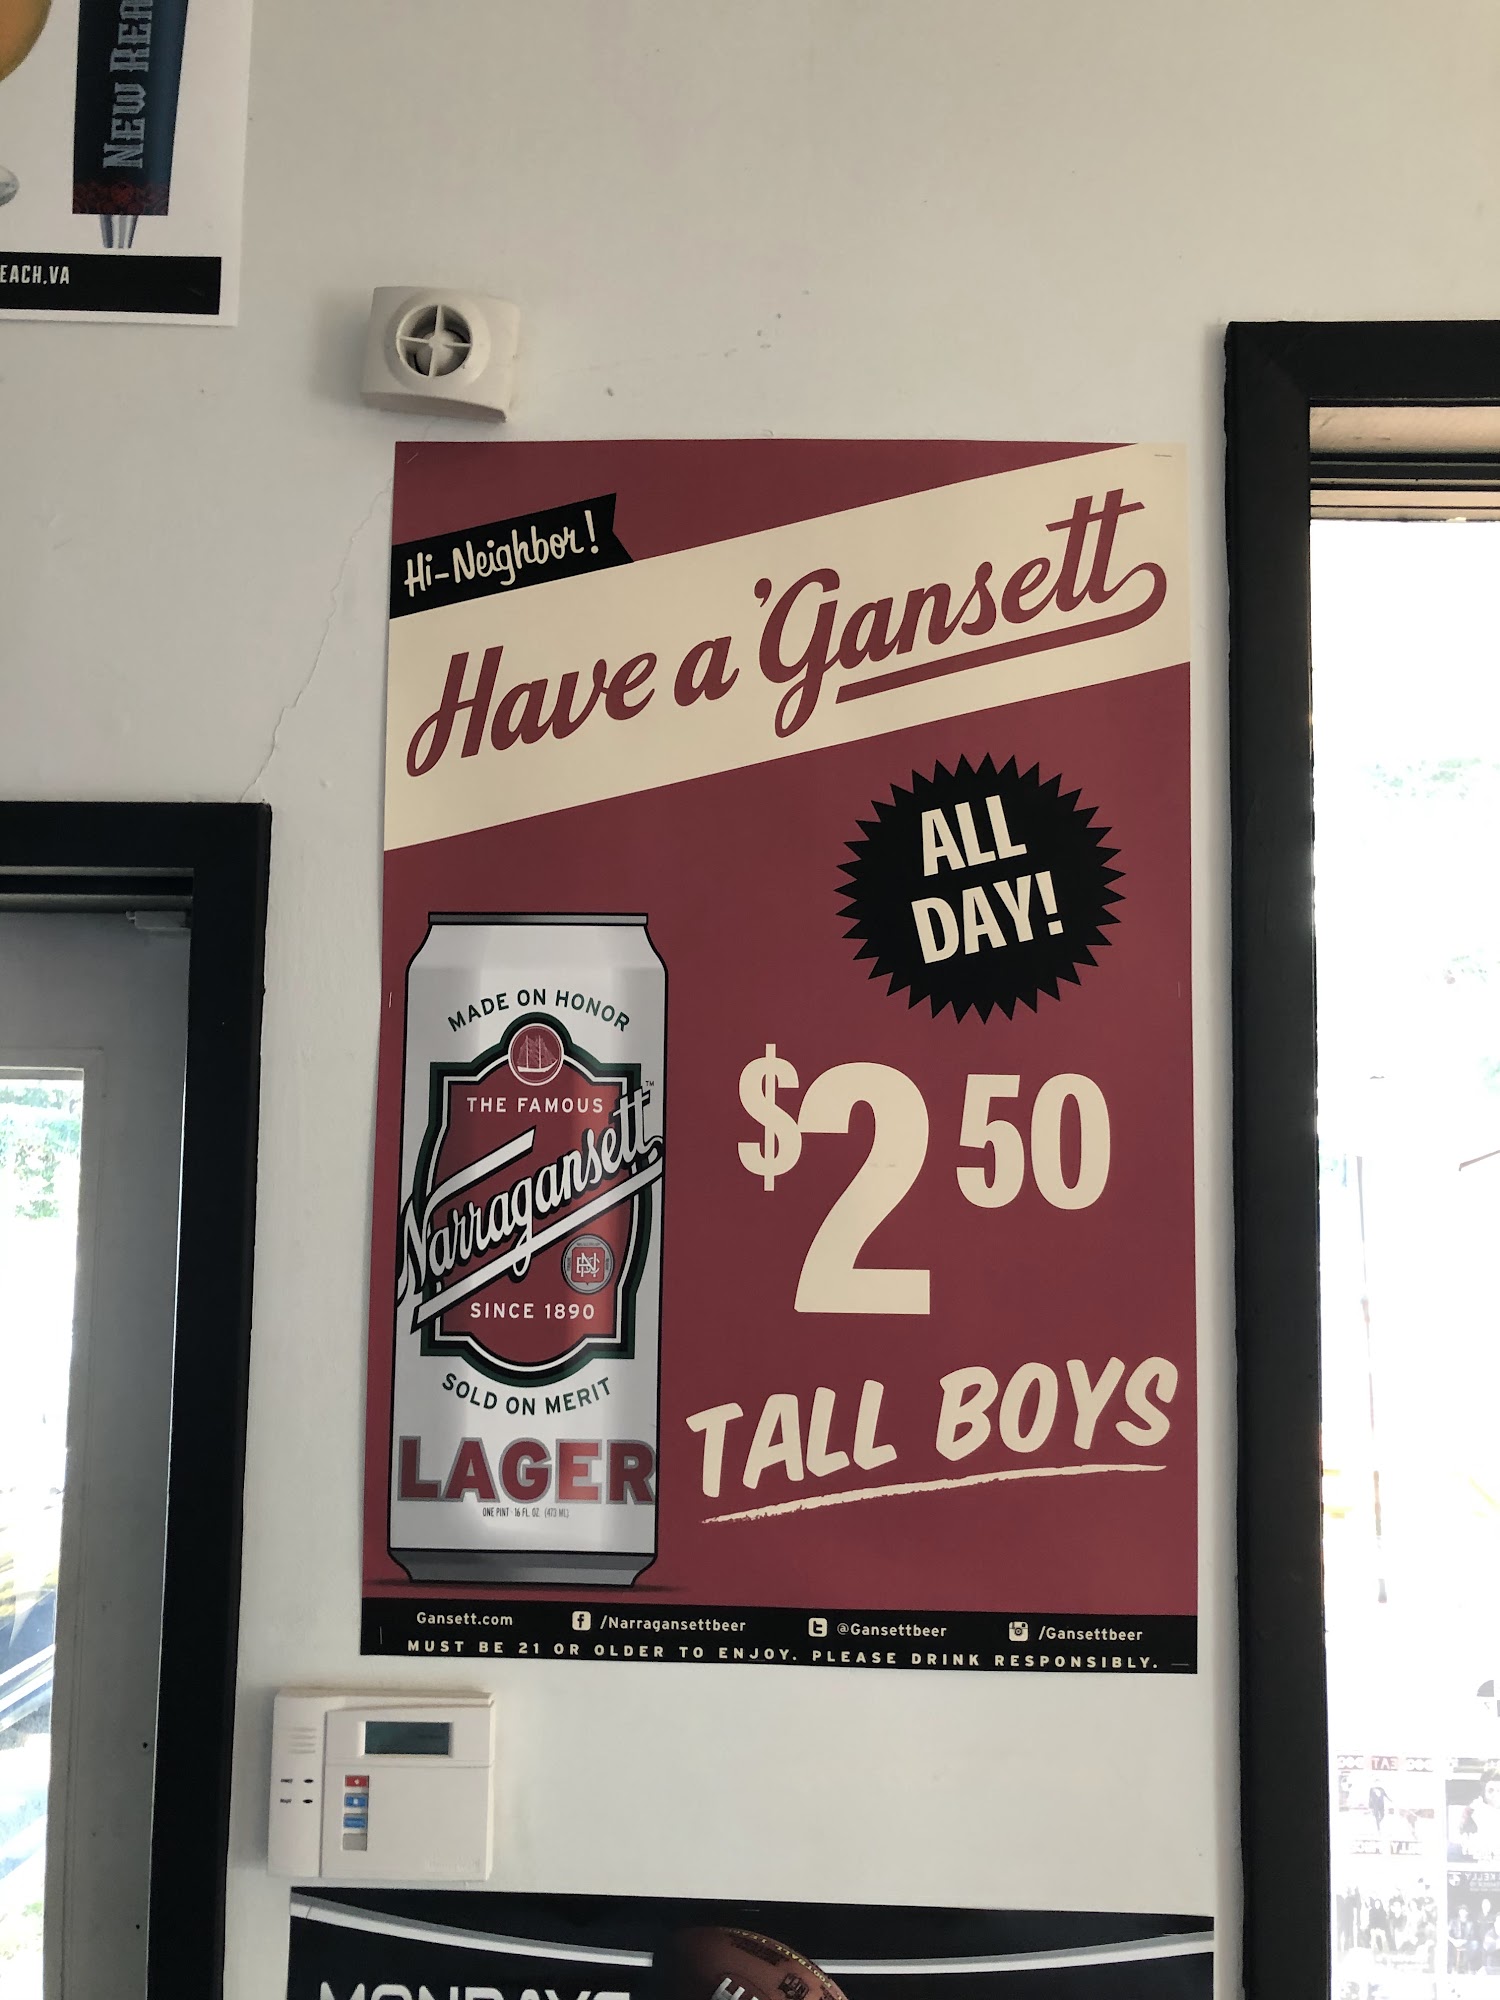 NEW
EACH, VA
Hi-Neighbor!
Have a 'Gansett
ALL
DAY!
MADE ON HONOR
THE FAMOUS
Narragansett™
SINCE 1890
SOLD ON MERIT
LAGER
ONE PINT · 16 FL. OZ. (473 ML)
$2 50
TALL BOYS
Gansett.com /Narragansettbeer @Gansettbeer /Gansettbeer
MUST BE 21 OR OLDER TO ENJOY. PLEASE DRINK RESPONSIBLY.
MONDAYS